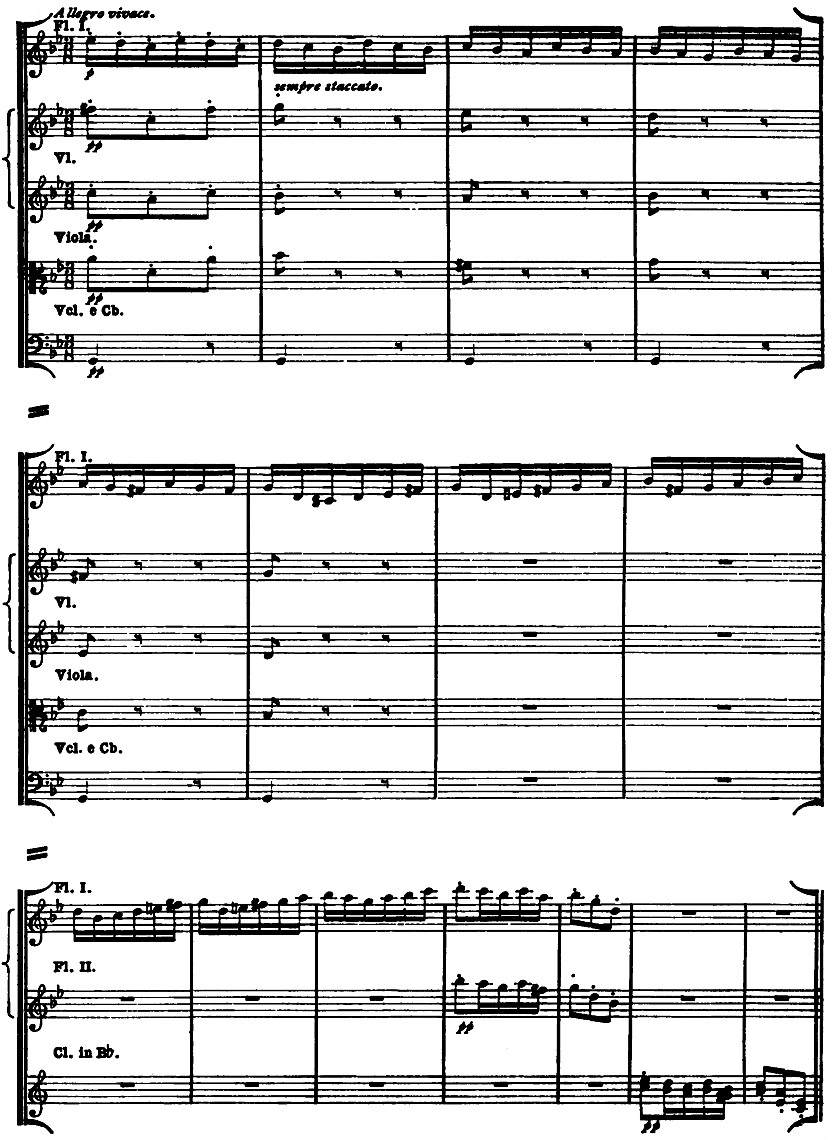 Allegro vivace.
Fl. I.
p
sempre staccato.
pp
Vl.
pp
Viola.
pp
Vcl. e Cb.
pp
Fl. I.
Vl.
Viola.
Vcl. e Cb.
Fl. I.
Fl. II.
pp
Cl. in B♭.
pp